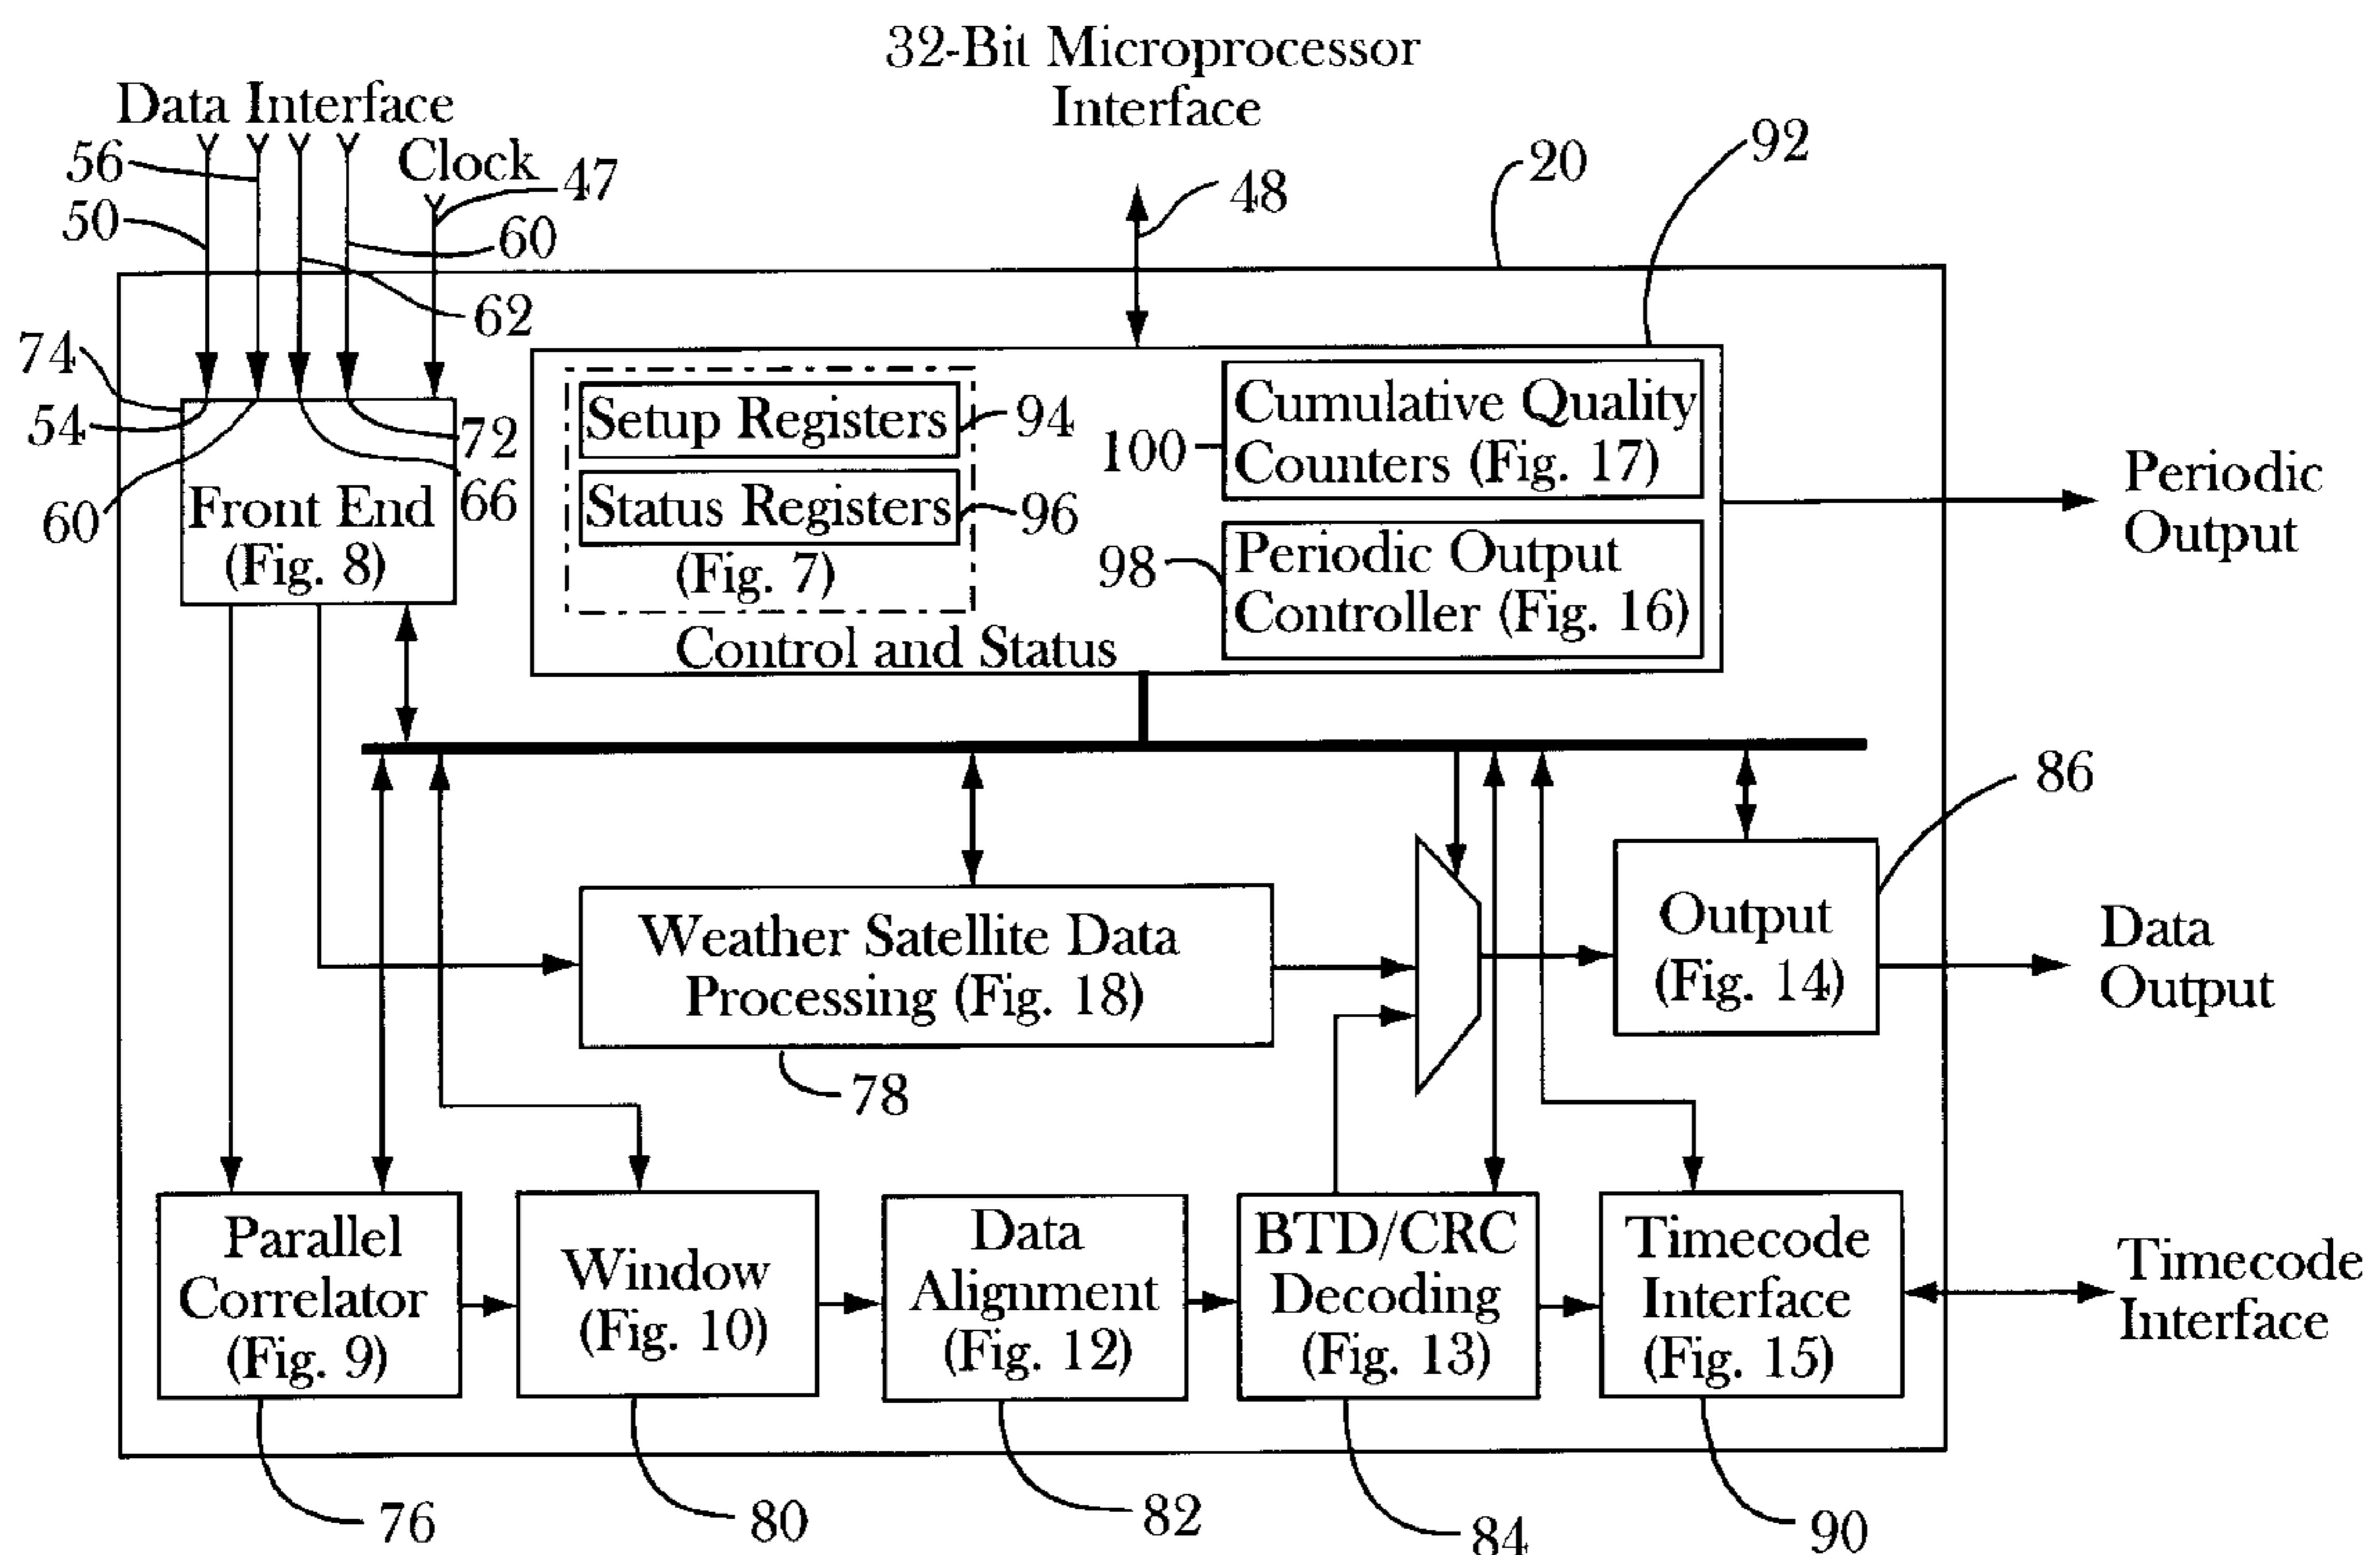 32-Bit Microprocessor
Interface
Data Interface
Clock
56
47
50
60
62
48
20
92
74
54
60
72
66
Front End
(Fig. 8)
Setup Registers
94
Status Registers
96
(Fig. 7)
Control and Status
Cumulative Quality
Counters (Fig. 17)
100
Periodic Output
Controller (Fig. 16)
98
Periodic
Output
86
Weather Satellite Data
Processing (Fig. 18)
78
Output
(Fig. 14)
Data
Output
Parallel
Correlator
(Fig. 9)
Window
(Fig. 10)
Data
Alignment
(Fig. 12)
BTD/CRC
Decoding
(Fig. 13)
Timecode
Interface
(Fig. 15)
Timecode
Interface
76
80
82
84
90